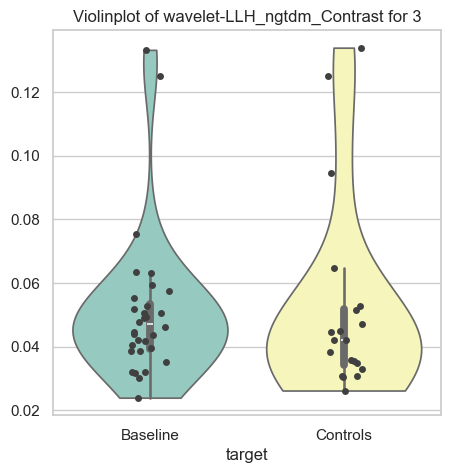 Violinplot of wavelet-LLH_ngtdm_Contrast for 3
0.12
0.10
0.08
0.06
0.04
0.02
Baseline Controls
target